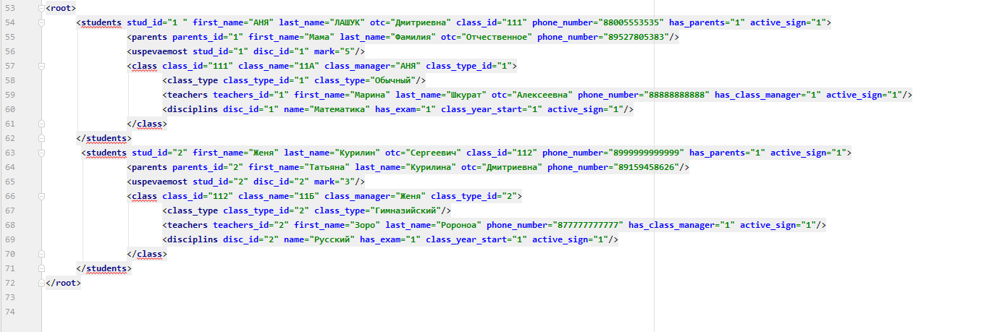 53 <root>
54 <students stud_id="1 " first_name="АНЯ" last_name="ЛАШУК" otc="Дмитриевна" class_id="111" phone_number="88005553535" has_parents="1" active_sign="1">
55 <parents parents_id="1" first_name="Мама" last_name="Фамилия" otc="Отчественное" phone_number="89527805383"/>
56 <uspevaemost stud_id="1" disc_id="1" mark="5"/>
57 <class class_id="111" class_name="11А" class_manager="АНЯ" class_type_id="1">
58 <class_type class_type_id="1" class_type="Обычный"/>
59 <teachers teachers_id="1" first_name="Марина" last_name="Шкурат" otc="Алексеевна" phone_number="88888888888" has_class_manager="1" active_sign="1"/>
60 <disciplins disc_id="1" name="Математика" has_exam="1" class_year_start="1" active_sign="1"/>
61 </class>
62 </students>
63 <students stud_id="2" first_name="Женя" last_name="Курилин" otc="Сергеевич" class_id="112" phone_number="8999999999999" has_parents="1" active_sign="1">
64 <parents parents_id="2" first_name="Татьяна" last_name="Курилина" otc="Дмитриевна" phone_number="89159458626"/>
65 <uspevaemost stud_id="2" disc_id="2" mark="3"/>
66 <class class_id="112" class_name="11Б" class_manager="Женя" class_type_id="2">
67 <class_type class_type_id="2" class_type="Гимназийский"/>
68 <teachers teachers_id="2" first_name="Зоро" last_name="Ророноа" phone_number="877777777777" has_class_manager="1" active_sign="1"/>
69 <disciplins disc_id="2" name="Русский" has_exam="1" class_year_start="1" active_sign="1"/>
70 </class>
71 </students>
72 </root>
73
74